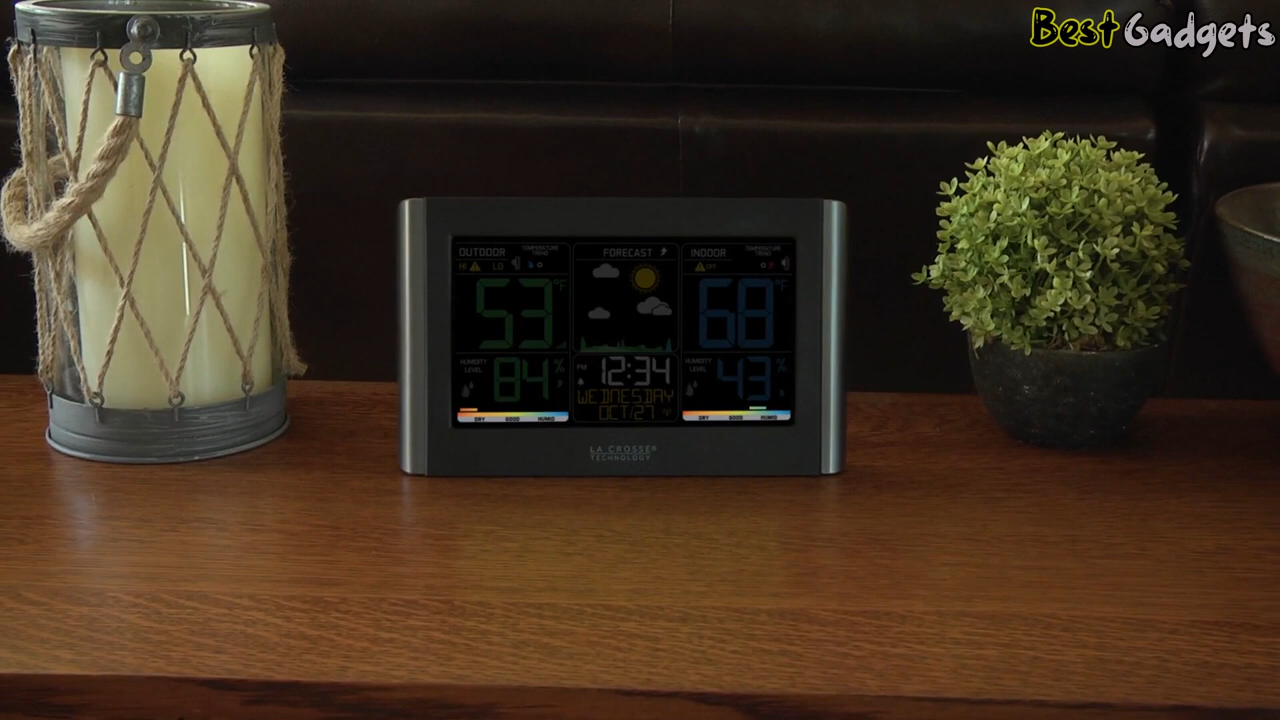 BestGadgets
OUTDOOR TEMPERATURE TREND
HI LO
53°F
HUMIDITY LEVEL
84%
DRY GOOD HUMID
FORECAST
PM 12:34
WEDNESDAY
OCT/27
INDOOR TEMPERATURE TREND
OFF
68°F
HUMIDITY LEVEL
43%
DRY GOOD HUMID
LA CROSSE®
TECHNOLOGY